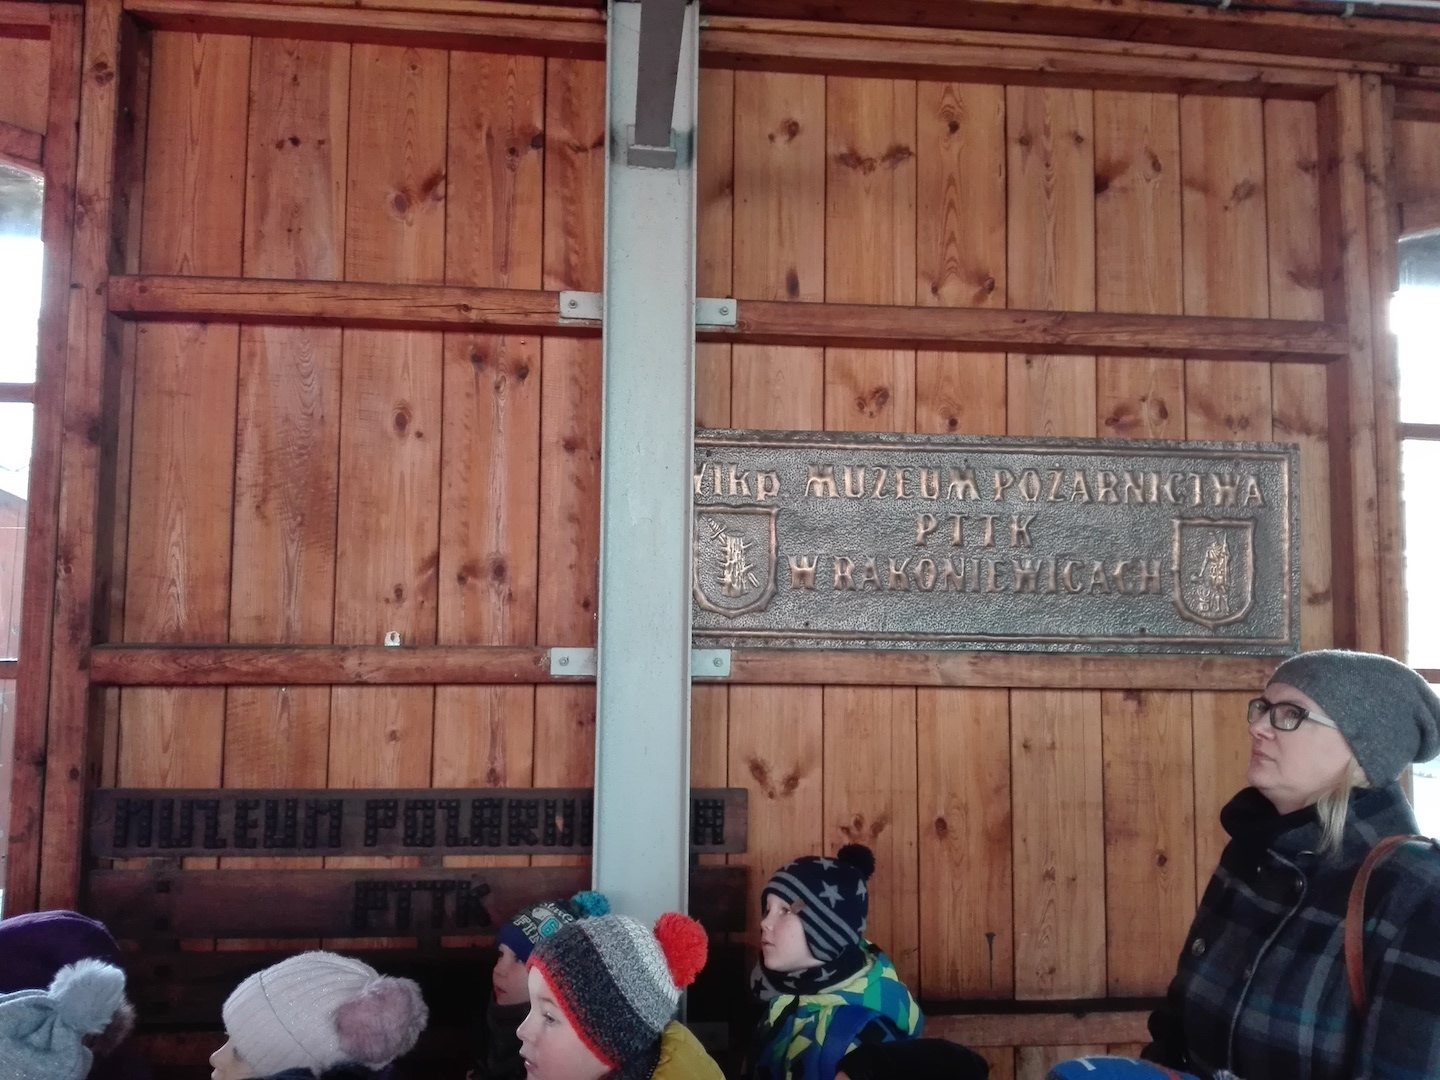 Wlkp. MUZEUM POŻARNICTWA
PTTK
W RAKONIEWICACH
MUZEUM
PTTK